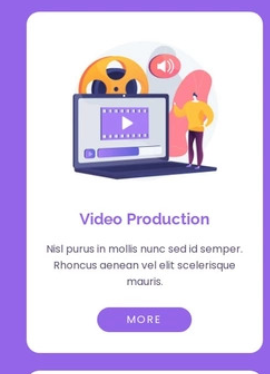 Video Production
Nisl purus in mollis nunc sed id semper.
Rhoncus aenean vel elit scelerisque
mauris.
MORE